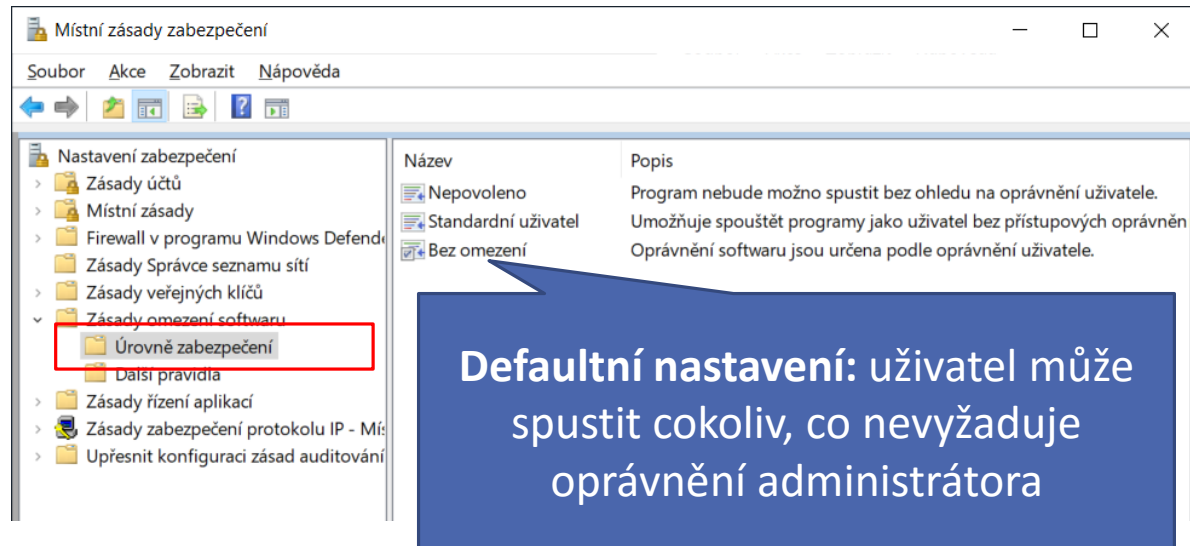 Místní zásady zabezpečení
Soubor Akce Zobrazit Nápověda
Nastavení zabezpečení
Zásady účtů
Místní zásady
Firewall v programu Windows Defende
Zásady Správce seznamu sítí
Zásady veřejných klíčů
Zásady omezení softwaru
Úrovně zabezpečení
Další pravidla
Zásady řízení aplikací
Zásady zabezpečení protokolu IP - Mís
Upřesnit konfiguraci zásad auditování
Název Popis
Nepovoleno Program nebude možno spustit bez ohledu na oprávnění uživatele.
Standardní uživatel Umožňuje spouštět programy jako uživatel bez přístupových oprávněn
Bez omezení Oprávnění softwaru jsou určena podle oprávnění uživatele.
Defaultní nastavení: uživatel může
spustit cokoliv, co nevyžaduje
oprávnění administrátora